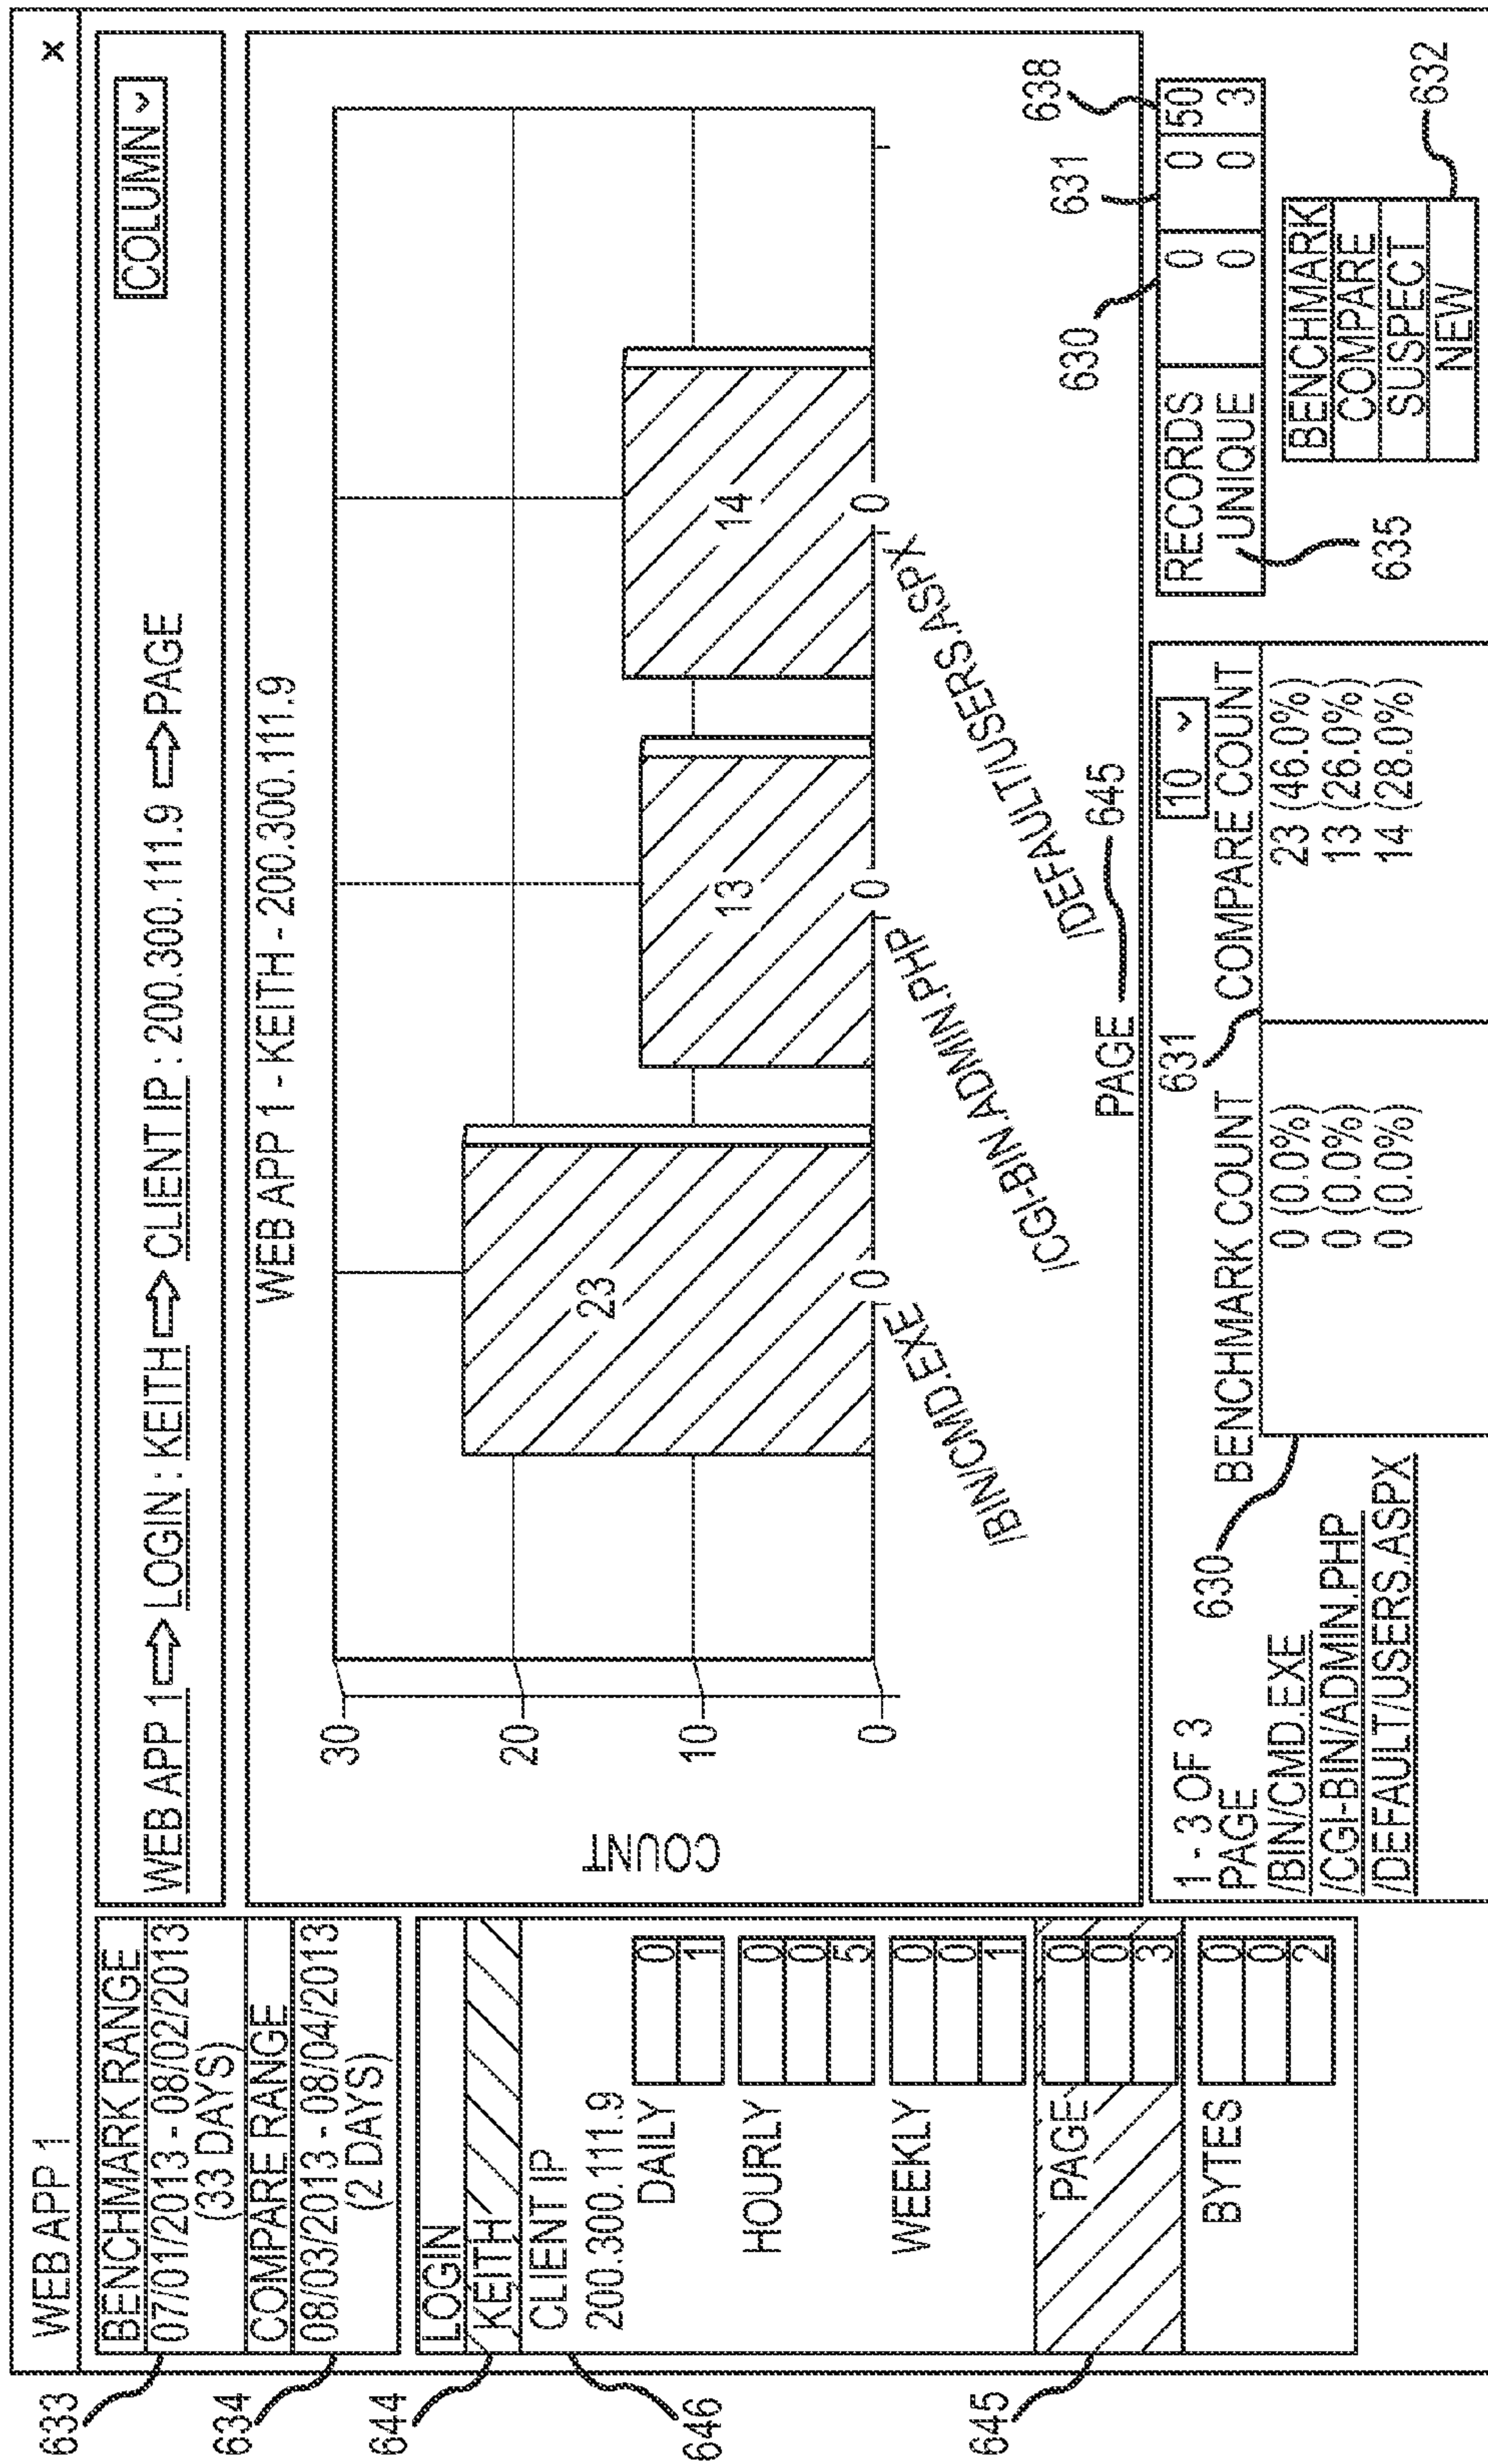 WEB APP 1
x
BENCHMARK RANGE
07/01/2013 - 08/02/2013
(33 DAYS)
COMPARE RANGE
08/03/2013 - 08/04/2013
(2 DAYS)
633
634
LOGIN
KEITH
CLIENT IP
200.300.111.9
DAILY
0
1
HOURLY
0
0
5
WEEKLY
0
0
1
PAGE
0
0
3
BYTES
0
0
2
644
646
645
WEB APP 1 ⇨ LOGIN : KEITH ⇨ CLIENT IP : 200.300.111.9 ⇨ PAGE
COLUMN ⌄
WEB APP 1 - KEITH - 200.300.111.9
COUNT
30
20
10
0
23
13
14
0
0
0
/BIN/CMD.EXE
/CGI-BIN.ADMIN.PHP
/DEFAULT/USERS.ASPX
PAGE 645
1 - 3 OF 3
10 ⌄
PAGE BENCHMARK COUNT COMPARE COUNT
/BIN/CMD.EXE 0 (0.0%) 23 (46.0%)
/CGI-BIN/ADMIN.PHP 0 (0.0%) 13 (26.0%)
/DEFAULT/USERS.ASPX 0 (0.0%) 14 (28.0%)
630
631
630
631
638
RECORDS 0 0 50
UNIQUE 0 0 3
635
BENCHMARK
COMPARE
SUSPECT
NEW
632